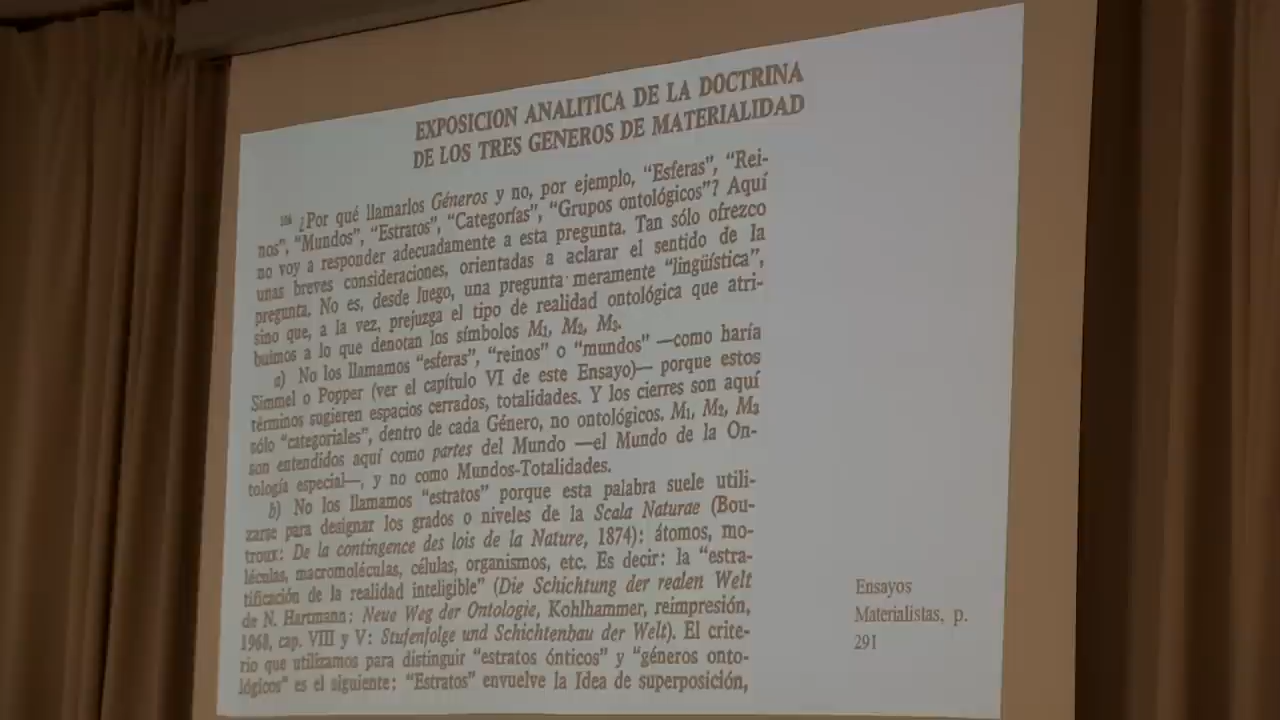 EXPOSICION ANALITICA DE LA DOCTRINA
DE LOS TRES GENEROS DE MATERIALIDAD
106 ¿Por qué llamarlos Géneros y no, por ejemplo, “Esferas”, “Rei-
nos”, “Mundos”, “Estratos”, “Categorías”, “Grupos ontológicos”? Aquí
no voy a responder adecuadamente a esta pregunta. Tan sólo ofrezco
unas breves consideraciones, orientadas a aclarar el sentido de la
pregunta. No es, desde luego, una pregunta meramente “lingüística”,
sino que, a la vez, prejuzga el tipo de realidad ontológica que atri-
buimos a lo que denotan los símbolos M₁, M₂, M₃.
a) No los llamamos “esferas”, “reinos” o “mundos” —como haría
Simmel o Popper (ver el capítulo VI de este Ensayo)— porque estos
términos sugieren espacios cerrados, totalidades. Y los cierres son aquí
sólo “categoriales”, dentro de cada Género, no ontológicos. M₁, M₂, M₃
son entendidos aquí como partes del Mundo —el Mundo de la On-
tología especial—, y no como Mundos-Totalidades.
b) No los llamamos “estratos” porque esta palabra suele utili-
zarse para designar los grados o niveles de la Scala Naturae (Bou-
troux: De la contingence des lois de la Nature, 1874): átomos, mo-
léculas, macromoléculas, células, organismos, etc. Es decir: la “estra-
tificación de la realidad inteligible” (Die Schichtung der realen Welt
de N. Hartmann; Neue Weg der Ontologie, Kohlhammer, reimpresión,
1968, cap. VIII y V: Stufenfolge und Schichtenbau der Welt). El crite-
rio que utilizamos para distinguir “estratos ónticos” y “géneros onto-
lógicos” es el siguiente: “Estratos” envuelve la Idea de superposición,
Ensayos
Materialistas, p.
291